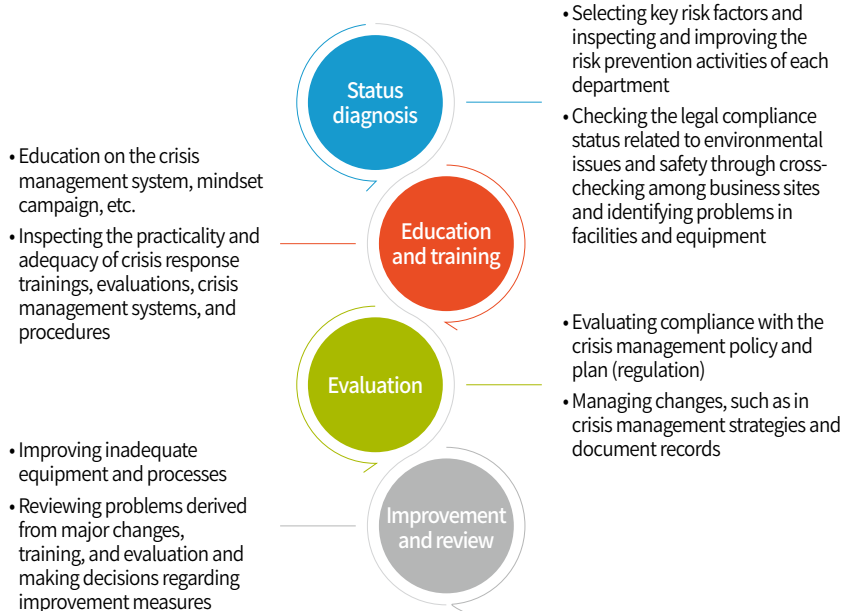 Status
diagnosis
• Selecting key risk factors and
inspecting and improving the
risk prevention activities of each
department
• Checking the legal compliance
status related to environmental
issues and safety through cross-
checking among business sites
and identifying problems in
facilities and equipment
• Education on the crisis
management system, mindset
campaign, etc.
• Inspecting the practicality and
adequacy of crisis response
trainings, evaluations, crisis
management systems, and
procedures
Education
and training
Evaluation
• Evaluating compliance with the
crisis management policy and
plan (regulation)
• Managing changes, such as in
crisis management strategies and
document records
• Improving inadequate
equipment and processes
• Reviewing problems derived
from major changes,
training, and evaluation and
making decisions regarding
improvement measures
Improvement
and review